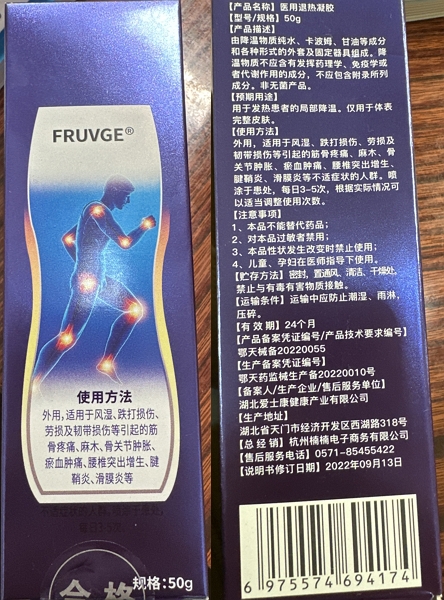 FRUVGE®
使用方法
外用,适用于风湿、跌打损伤、
劳损及韧带损伤等引起的筋
骨疼痛、麻木、骨关节肿胀、
瘀血肿痛、腰椎突出增生、腱
鞘炎、滑膜炎等
不适症状的人群。喷涂于患处,
合格
规格:50g
【产品名称】医用退热凝胶
【型号/规格】50g
【产品描述】
由降温物质纯水、卡波姆、甘油等成分
和各种形式的外套及固定器具组成。降
温物质不应含有发挥药理学、免疫学或
者代谢作用的成分,不应包含附录所列
成分。非无菌产品。
【预期用途】
用于发热患者的局部降温。仅用于体表
完整皮肤。
【使用方法】
外用,适用于风湿、跌打损伤、劳损及
韧带损伤等引起的筋骨疼痛、麻木、骨
关节肿胀、瘀血肿痛、腰椎突出增生、
腱鞘炎、滑膜炎等不适症的人群。喷
涂于患处,每日3-5次,根据实际情况可
以适当调整使用次数。
【注意事项】
1、本品不能替代药品;
2、对本品过敏者禁用;
3、本品性状发生改变时禁止使用;
4、儿童、孕妇在医师指导下使用。
【贮存方法】密封,置通风、清洁、干燥处,
禁止与有毒有害物质接触。
【运输条件】运输中应防止潮湿、雨淋,
压碎。
【有 效 期】24个月
【产品备案凭证编号/产品技术要求编号】
鄂天械备20220055
【生产备案凭证编号】
鄂天药监械生产备20220010号
【备案人/生产企业/售后服务单位】
湖北爱士康健康产业有限公司
【生产地址】
湖北省天门市经济开发区西湖路318号
【总 经 销】杭州楠楠电子商务有限公司
【售后服务电话】0571-85455422
【说明书修订日期】2022年09月13日
6 975574 694174